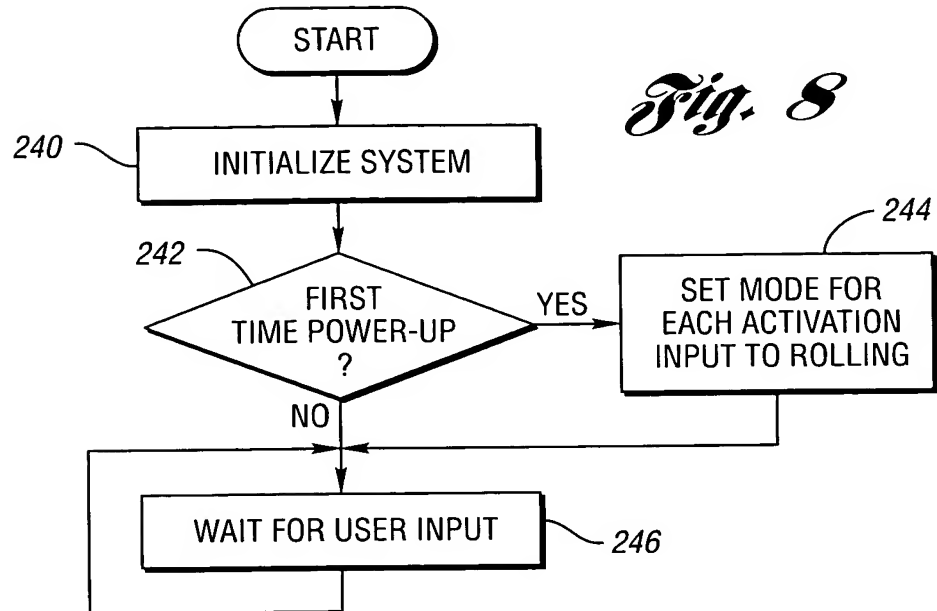 START
Fig. 8
240
INITIALIZE SYSTEM
244
242
FIRST
TIME POWER-UP
?
YES
SET MODE FOR
EACH ACTIVATION
INPUT TO ROLLING
NO
WAIT FOR USER INPUT
246